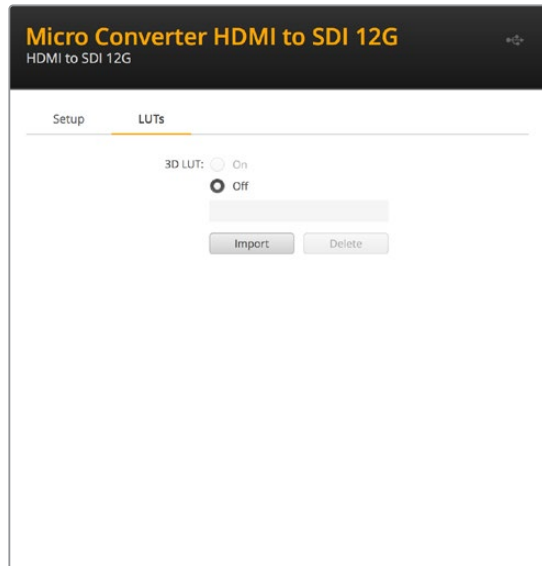 Micro Converter HDMI to SDI 12G
HDMI to SDI 12G
Setup LUTs
3D LUT: On
Off
Import Delete